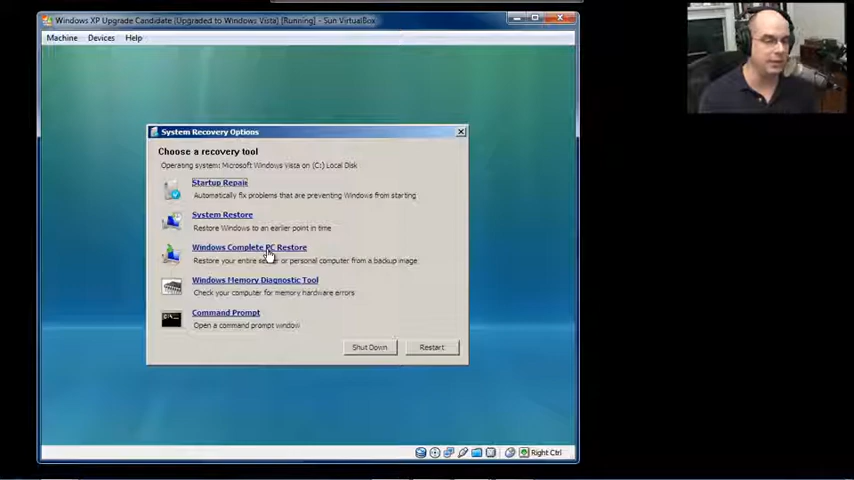 Windows XP Upgrade Candidate (Upgraded to Windows Vista) [Running] - Sun VirtualBox
Machine Devices Help
System Recovery Options
Choose a recovery tool
Operating system: Microsoft Windows Vista on (C:) Local Disk
Startup Repair
Automatically fix problems that are preventing Windows from starting
System Restore
Restore Windows to an earlier point in time
Windows Complete PC Restore
Restore your entire server or personal computer from a backup image
Windows Memory Diagnostic Tool
Check your computer for memory hardware errors
Command Prompt
Open a command prompt window
Shut Down Restart
Right Ctrl